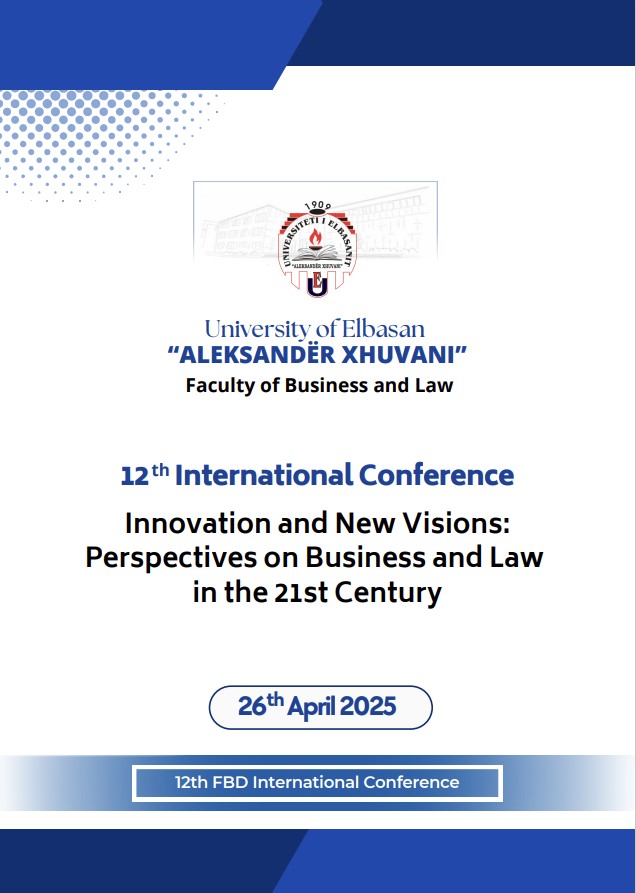 1909
UNIVERSITETI I ELBASANIT
"ALEKSANDËR XHUVANI"
EU
University of Elbasan
“ALEKSANDËR XHUVANI”
Faculty of Business and Law
12th International Conference
Innovation and New Visions:
Perspectives on Business and Law
in the 21st Century
26th April 2025
12th FBD International Conference